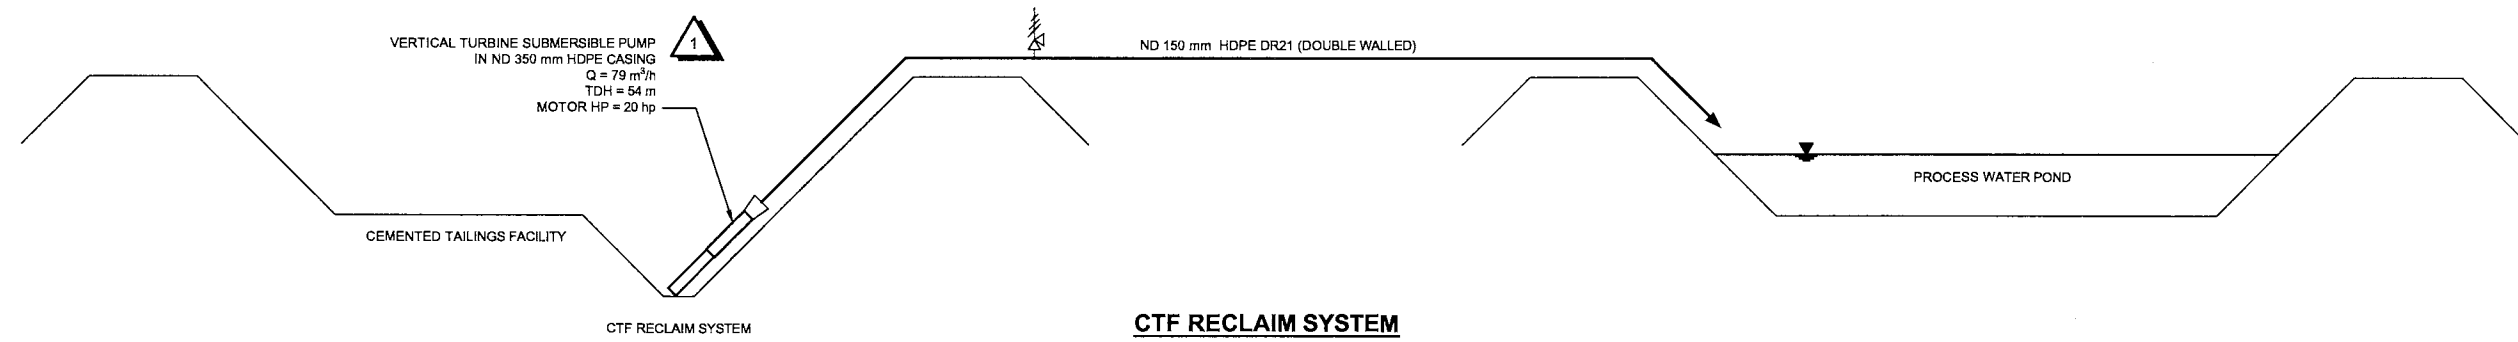 VERTICAL TURBINE SUBMERSIBLE PUMP
IN ND 350 mm HDPE CASING
Q = 79 m³/h
TDH = 54 m
MOTOR HP = 20 hp
1
ND 150 mm HDPE DR21 (DOUBLE WALLED)
PROCESS WATER POND
CEMENTED TAILINGS FACILITY
CTF RECLAIM SYSTEM
CTF RECLAIM SYSTEM